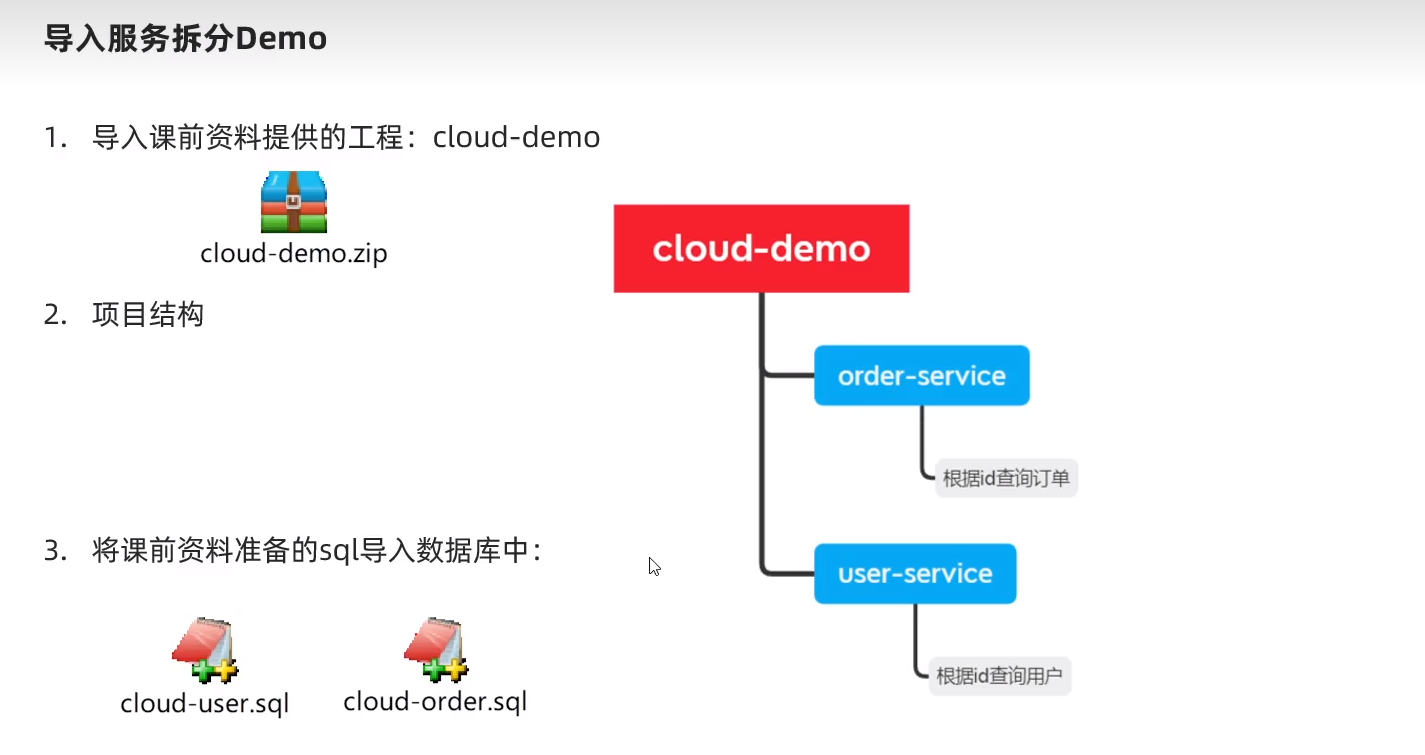 导入服务拆分Demo
1. 导入课前资料提供的工程：cloud-demo
cloud-demo.zip
2. 项目结构
cloud-demo
order-service
根据id查询订单
user-service
根据id查询用户
3. 将课前资料准备的sql导入数据库中：
cloud-user.sql
cloud-order.sql